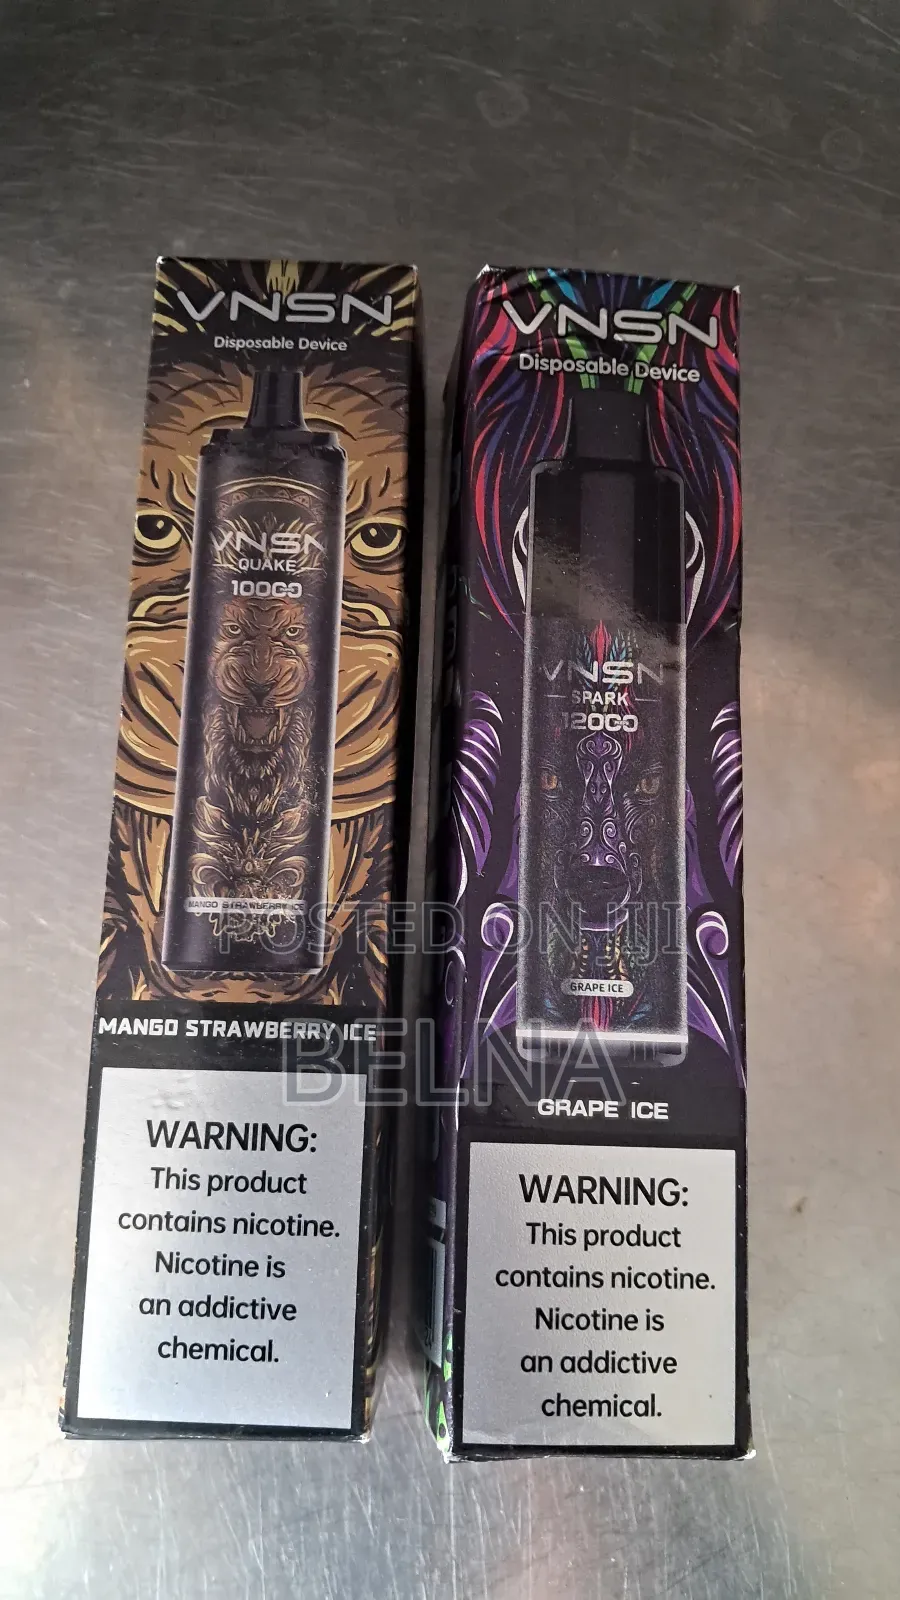 VNSN
Disposable Device
VNSN
QUAKE
10000
MANGO STRAWBERRY ICE
MANGO STRAWBERRY ICE
WARNING:
This product
contains nicotine.
Nicotine is
an addictive
chemical.
VNSN
Disposable Device
VNSN
SPARK
12000
GRAPE ICE
GRAPE ICE
WARNING:
This product
contains nicotine.
Nicotine is
an addictive
chemical.
POSTED ON JIJI
BELNA